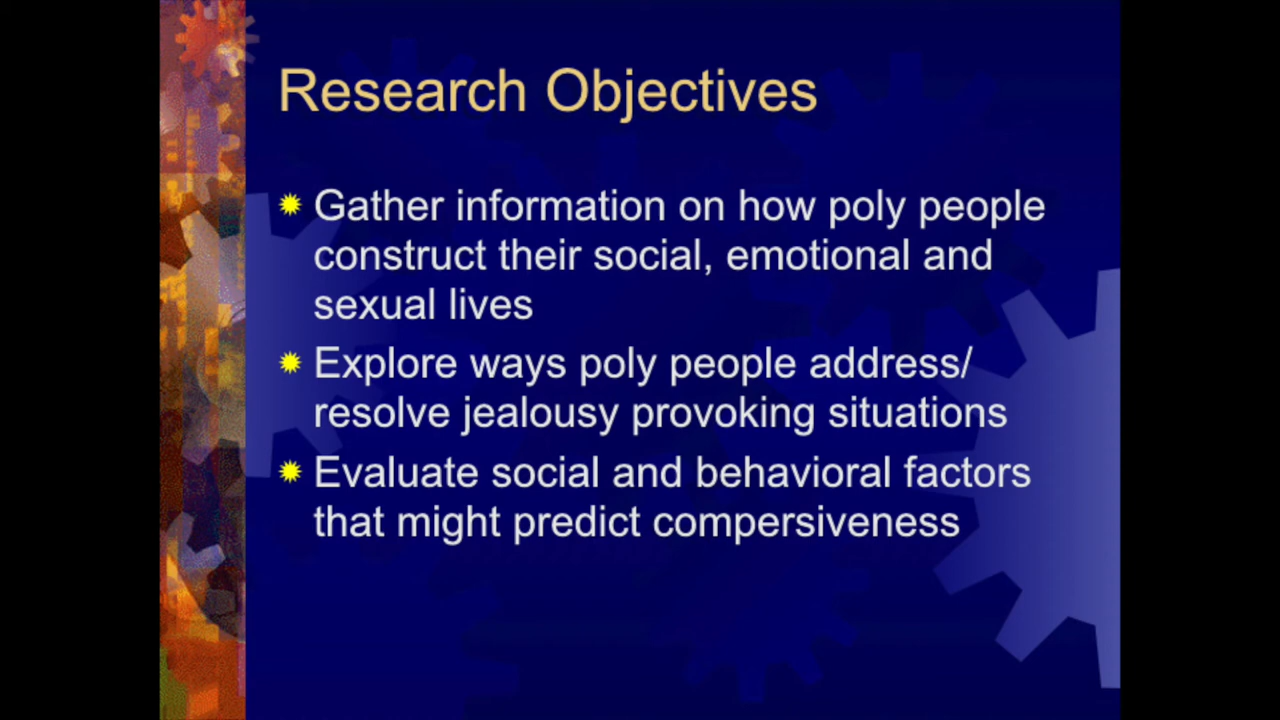 Research Objectives
Gather information on how poly people
construct their social, emotional and
sexual lives
Explore ways poly people address/
resolve jealousy provoking situations
Evaluate social and behavioral factors
that might predict compersiveness